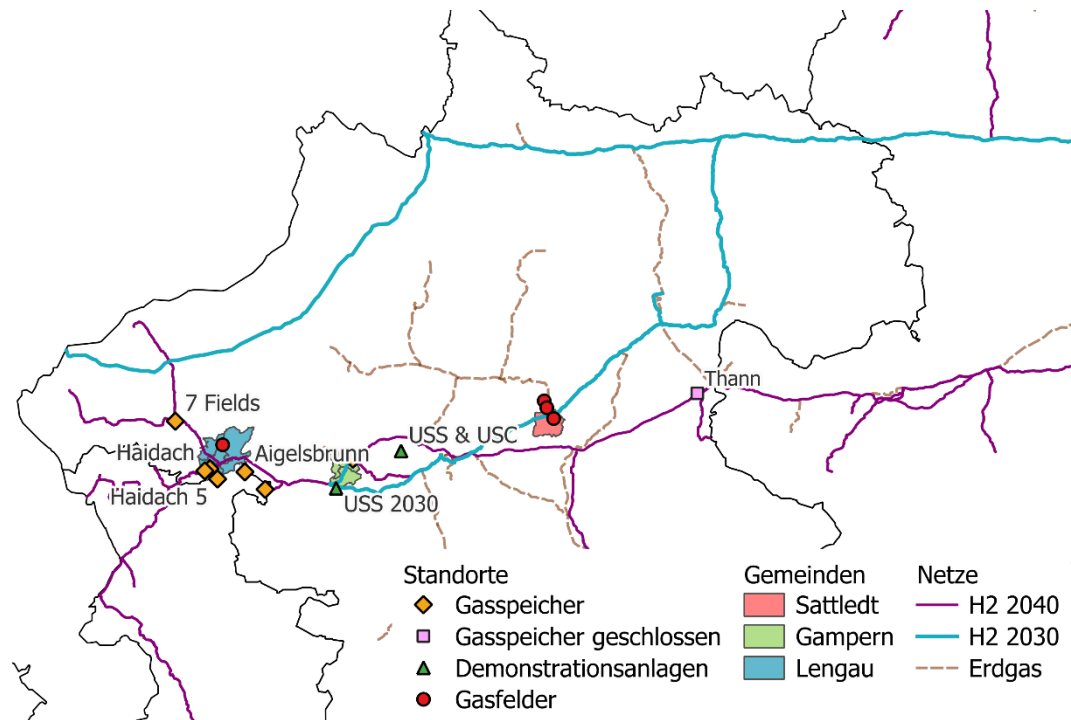 Thann
7 Fields
USS & USC
Haidach
Aigelsbrunn
Haidach 5
USS 2030
Standorte
Gasspeicher
Gasspeicher geschlossen
Demonstrationsanlagen
Gasfelder
Gemeinden
Sattledt
Gampern
Lengau
Netze
H2 2040
H2 2030
Erdgas